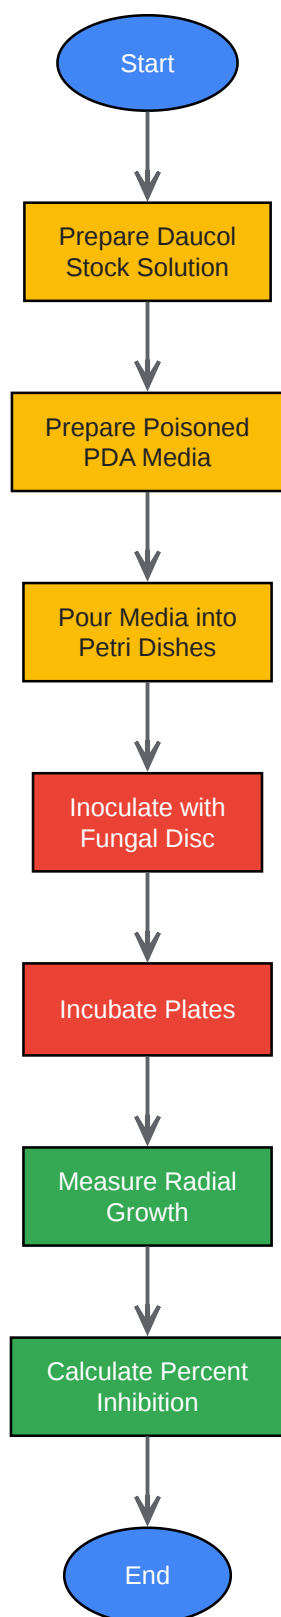 Start
Prepare Daucol
Stock Solution
Prepare Poisoned
PDA Media
Pour Media into
Petri Dishes
Inoculate with
Fungal Disc
Incubate Plates
Measure Radial
Growth
Calculate Percent
Inhibition
End